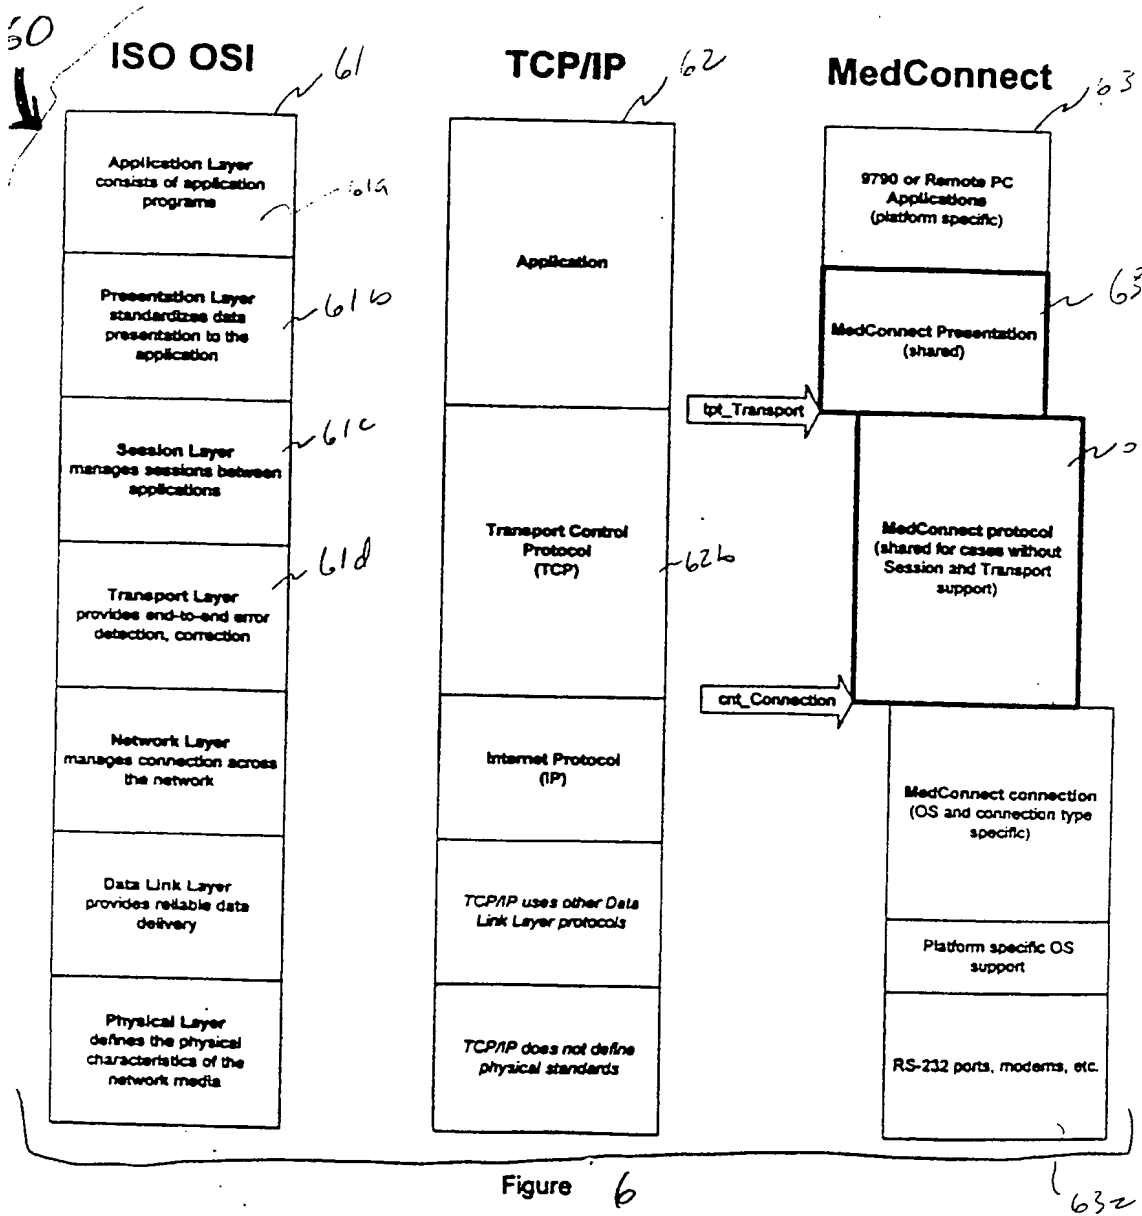 60
ISO OSI
61
TCP/IP
62
MedConnect
63
Application Layer
consists of application
programs
61a
Presentation Layer
standardizes data
presentation to the
application
61b
Session Layer
manages sessions between
applications
61c
Transport Layer
provides end-to-end error
detection, correction
61d
Network Layer
manages connection across
the network
Data Link Layer
provides reliable data
delivery
Physical Layer
defines the physical
characteristics of the
network media
Application
Transport Control
Protocol
(TCP)
62b
Internet Protocol
(IP)
TCP/IP uses other Data
Link Layer protocols
TCP/IP does not define
physical standards
9790 or Remote PC
Applications
(platform specific)
MedConnect Presentation
(shared)
63
tpt_Transport
MedConnect protocol
(shared for cases without
Session and Transport
support)
cnt_Connection
MedConnect connection
(OS and connection type
specific)
Platform specific OS
support
RS-232 ports, modems, etc.
Figure 6